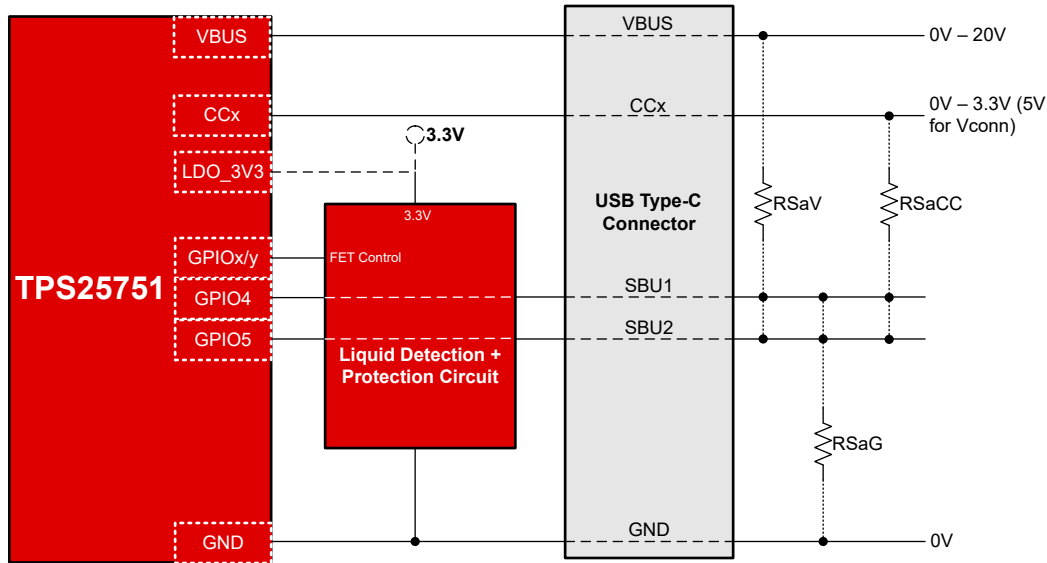 VBUS
VBUS
0V – 20V
CCx
CCx
0V – 3.3V (5V
for Vconn)
3.3V
LDO_3V3
3.3V
USB Type-C
Connector
RSaV
RSaCC
GPIOx/y
FET Control
TPS25751
GPIO4
SBU1
GPIO5
SBU2
Liquid Detection +
Protection Circuit
RSaG
GND
GND
0V